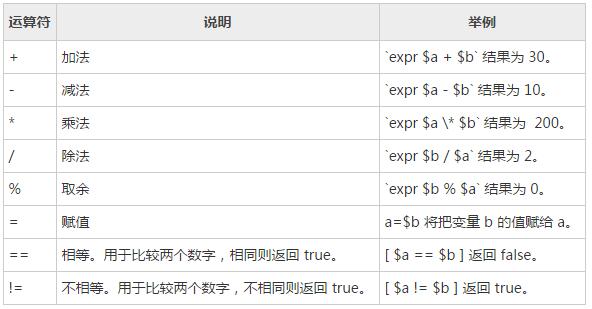 运算符 说明 举例
+ 加法 `expr $a + $b` 结果为 30。
- 减法 `expr $a - $b` 结果为 10。
* 乘法 `expr $a \* $b` 结果为  200。
/ 除法 `expr $b / $a` 结果为 2。
% 取余 `expr $b % $a` 结果为 0。
= 赋值 a=$b 将把变量 b 的值赋给 a。
== 相等。用于比较两个数字，相同则返回 true。 [ $a == $b ] 返回 false。
!= 不相等。用于比较两个数字，不相同则返回 true。 [ $a != $b ] 返回 true。